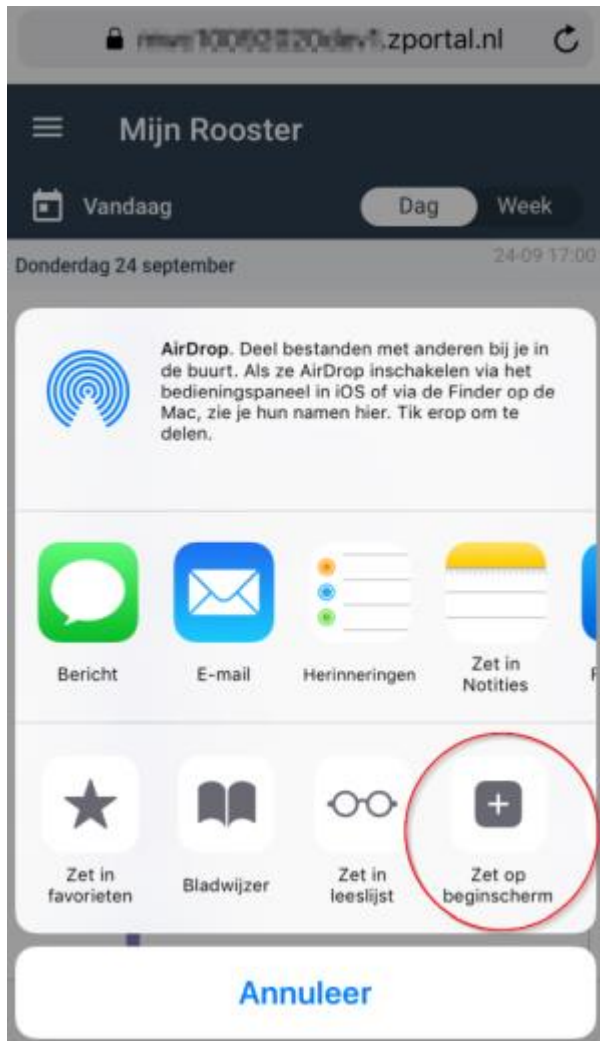 .zportal.nl
Mijn Rooster
Vandaag
Dag
Week
Donderdag 24 september
24-09 17:00
AirDrop. Deel bestanden met anderen bij je in
de buurt. Als ze AirDrop inschakelen via het
bedieningspaneel in iOS of via de Finder op de
Mac, zie je hun namen hier. Tik erop om te
delen.
Bericht
E-mail
Herinneringen
Zet in
Notities
Zet in
favorieten
Bladwijzer
Zet in
leeslijst
Zet op
beginscherm
Annuleer